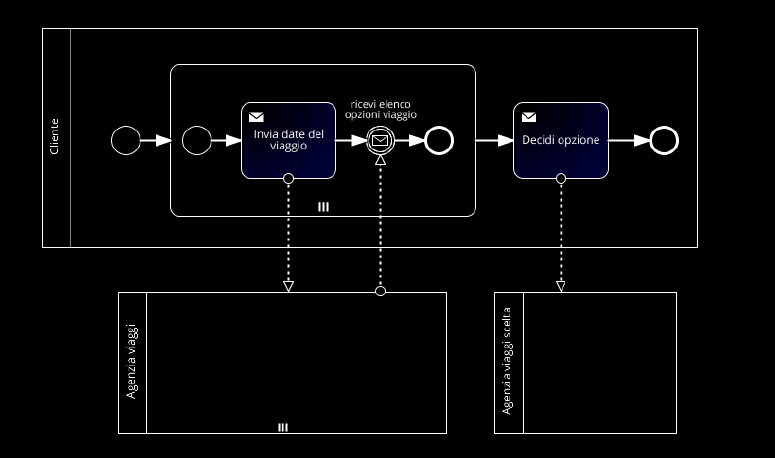 Cliente
ricevi elenco
opzioni viaggio
Invia date del
viaggio
Decidi opzione
Agenzia viaggi
Agenzia viaggi scelta